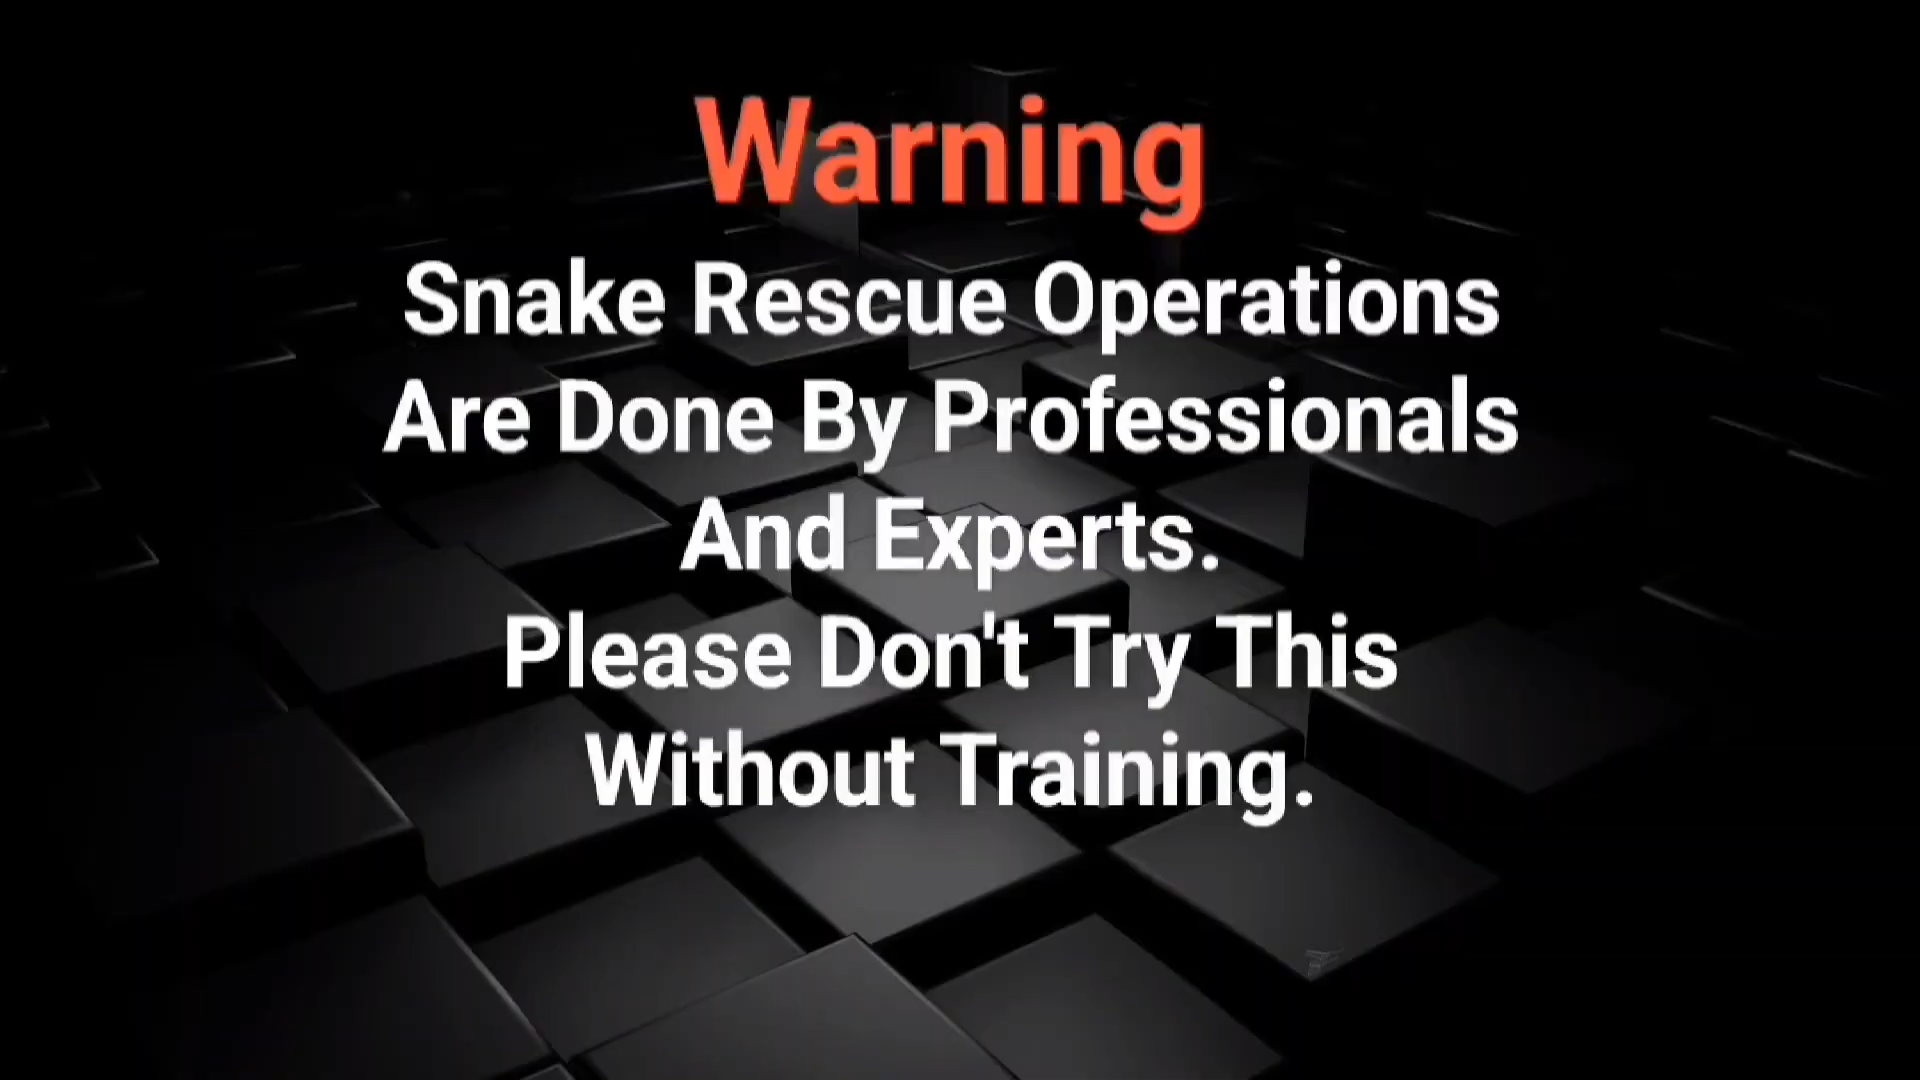 Warning
Snake Rescue Operations
Are Done By Professionals
And Experts.
Please Don't Try This
Without Training.